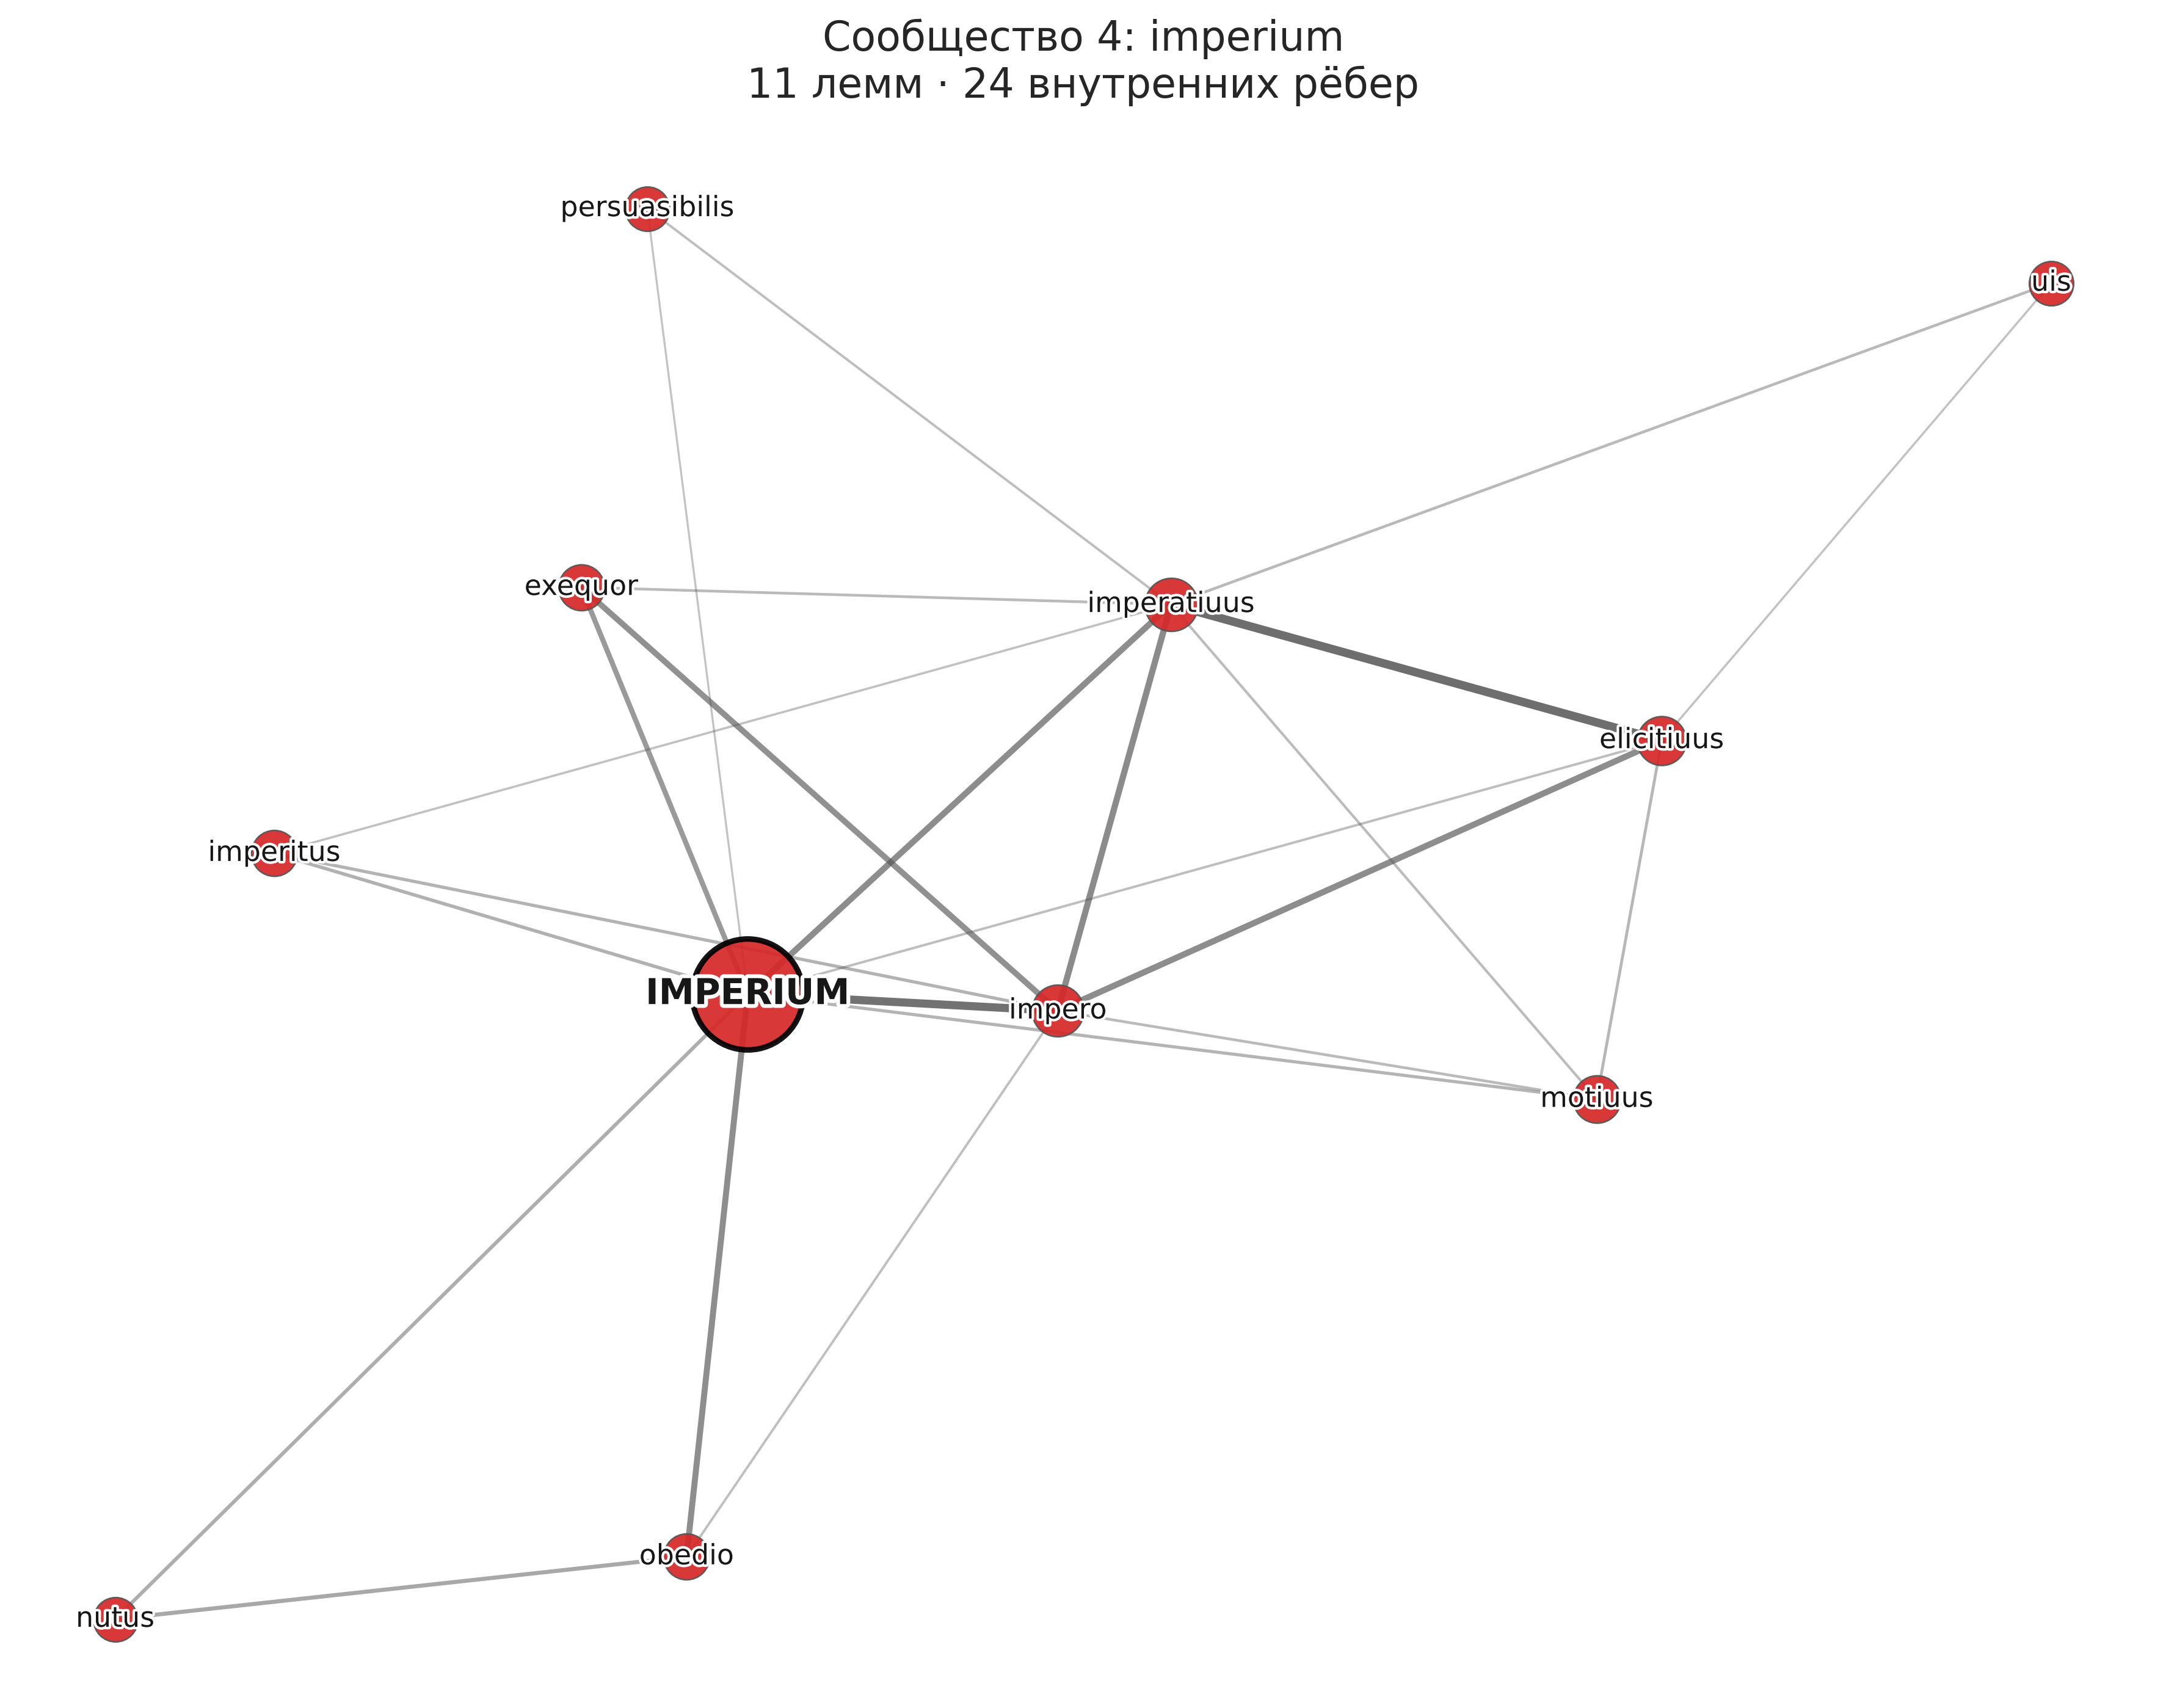 Сообщество 4: imperium
11 лемм · 24 внутренних рёбер
persuasibilis
uis
exequor
imperatiuus
elicitiuus
imperitus
IMPERIUM
impero
motiuus
obedio
nutus